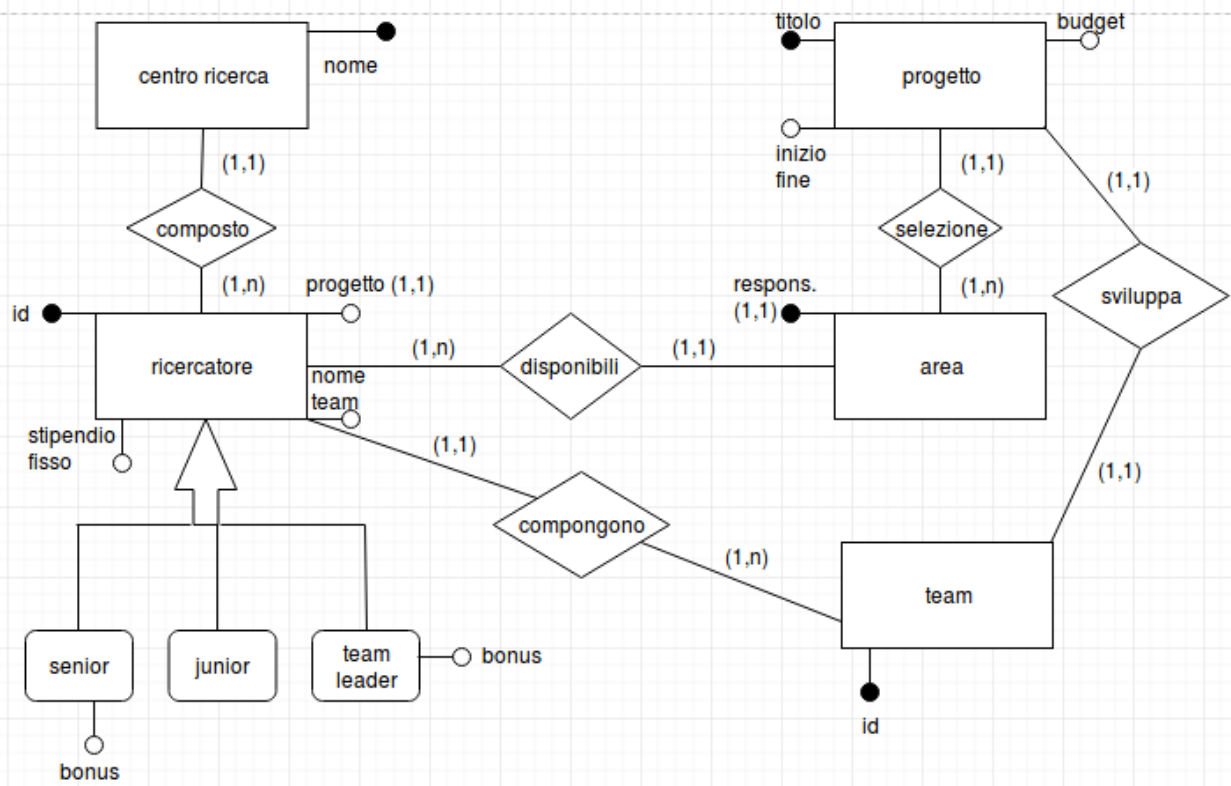 titolo
budget
centro ricerca
nome
progetto
inizio
fine
(1,1)
(1,1)
(1,1)
composto
selezione
(1,n)
progetto (1,1)
respons.
(1,1)
(1,n)
sviluppa
id
ricercatore
(1,n)
disponibili
(1,1)
area
nome
team
stipendio
fisso
(1,1)
(1,1)
compongono
(1,n)
team
senior
junior
team
leader
bonus
id
bonus